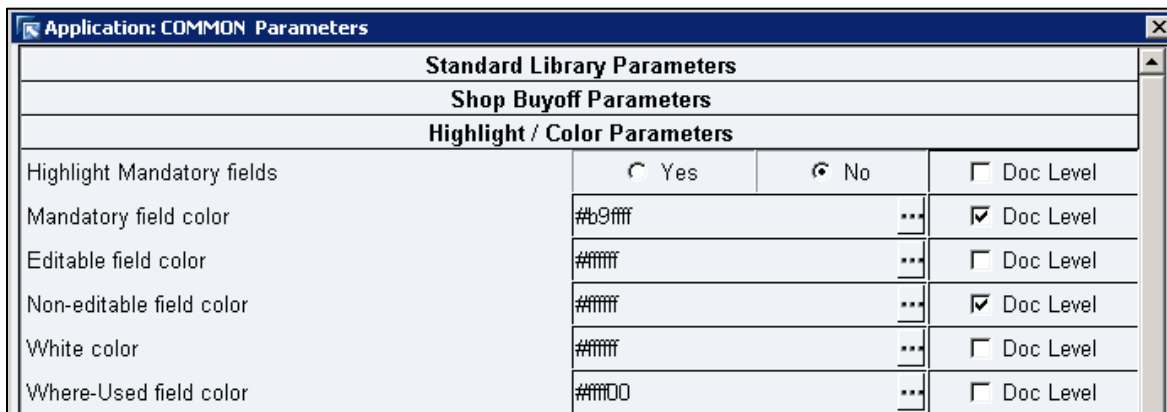 Application: COMMON Parameters
Standard Library Parameters
Shop Buyoff Parameters
Highlight / Color Parameters
Highlight Mandatory fields Yes No Doc Level
Mandatory field color #b9ffff ... Doc Level
Editable field color #ffffff ... Doc Level
Non-editable field color #ffffff ... Doc Level
White color #ffffff ... Doc Level
Where-Used field color #ffff00 ... Doc Level